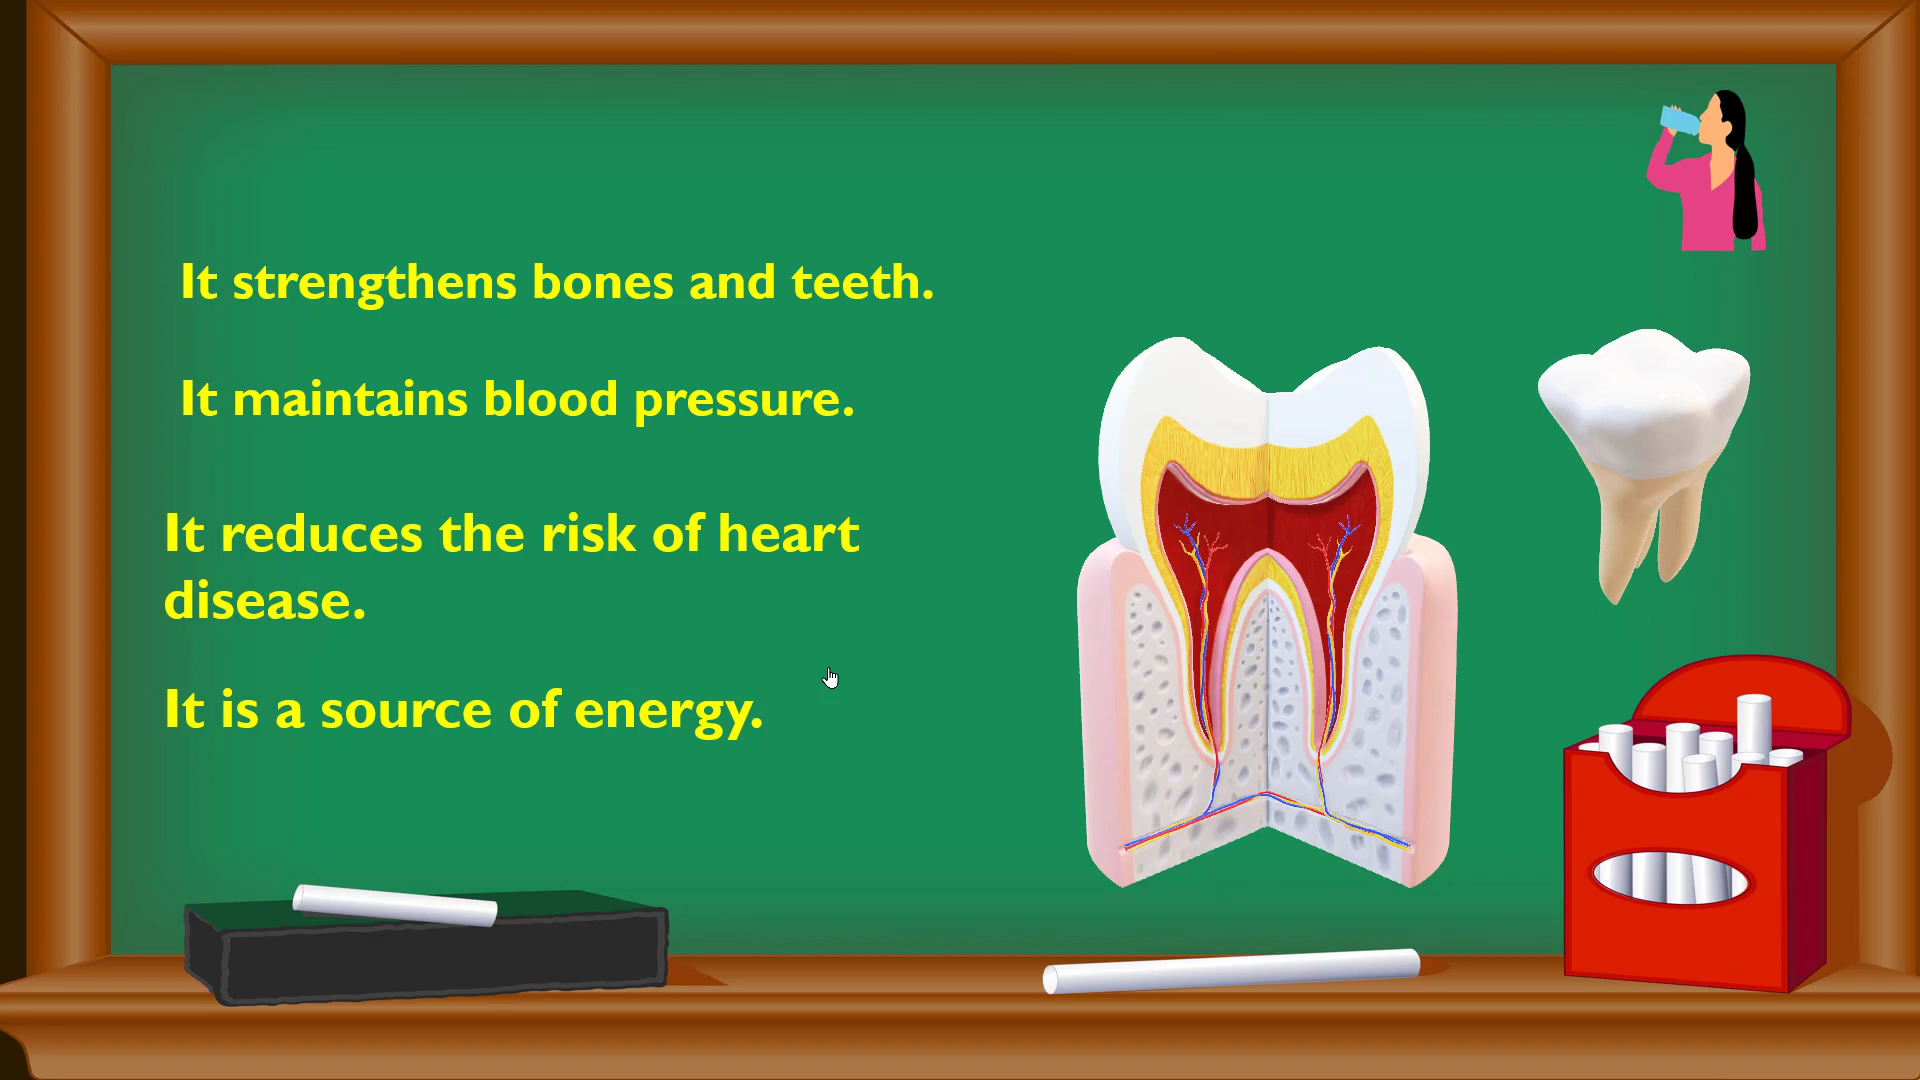 It strengthens bones and teeth.
It maintains blood pressure.
It reduces the risk of heart
disease.
It is a source of energy.